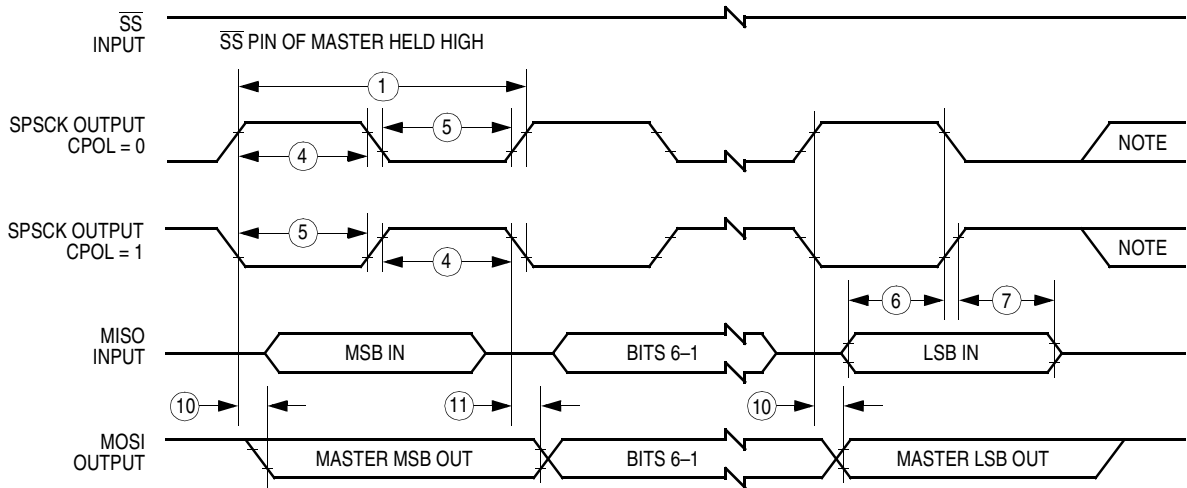 SS
INPUT
SS PIN OF MASTER HELD HIGH
1
SPSCK OUTPUT
CPOL = 0
5
4
NOTE
SPSCK OUTPUT
CPOL = 1
5
4
NOTE
6
7
MISO
INPUT
MSB IN
BITS 6–1
LSB IN
10
11
10
MOSI
OUTPUT
MASTER MSB OUT
BITS 6–1
MASTER LSB OUT